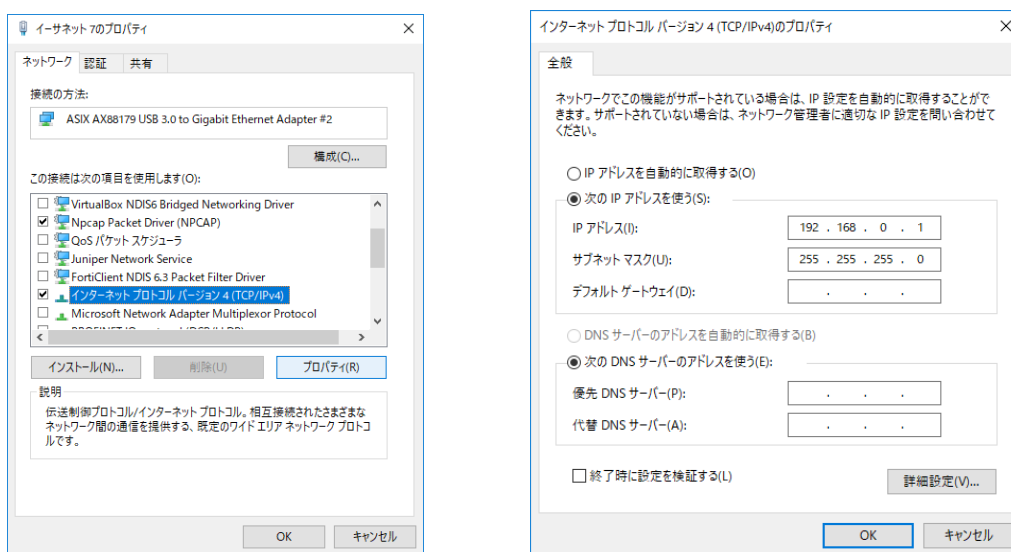 イーサネット 7のプロパティ
ネットワーク 認証 共有
接続の方法:
ASIX AX88179 USB 3.0 to Gigabit Ethernet Adapter #2
構成(C)...
この接続は次の項目を使用します(O):
VirtualBox NDIS6 Bridged Networking Driver
Npcap Packet Driver (NPCAP)
QoS パケット スケジューラ
Juniper Network Service
FortiClient NDIS 6.3 Packet Filter Driver
インターネット プロトコル バージョン 4 (TCP/IPv4)
Microsoft Network Adapter Multiplexor Protocol
インストール(N)... 削除(U) プロパティ(R)
説明
伝送制御プロトコル/インターネット プロトコル。相互接続されたさまざまな
ネットワーク間の通信を提供する、既定のワイド エリア ネットワーク プロトコ
ルです。
OK キャンセル
インターネット プロトコル バージョン 4 (TCP/IPv4)のプロパティ
全般
ネットワークでこの機能がサポートされている場合は、IP 設定を自動的に取得することがで
きます。サポートされていない場合は、ネットワーク管理者に適切な IP 設定を問い合わせて
ください。
IP アドレスを自動的に取得する(O)
次の IP アドレスを使う(S):
IP アドレス(I): 192 . 168 . 0 . 1
サブネット マスク(U): 255 . 255 . 255 . 0
デフォルト ゲートウェイ(D): . . .
DNS サーバーのアドレスを自動的に取得する(B)
次の DNS サーバーのアドレスを使う(E):
優先 DNS サーバー(P): . . .
代替 DNS サーバー(A): . . .
終了時に設定を検証する(L)
詳細設定(V)...
OK キャンセル